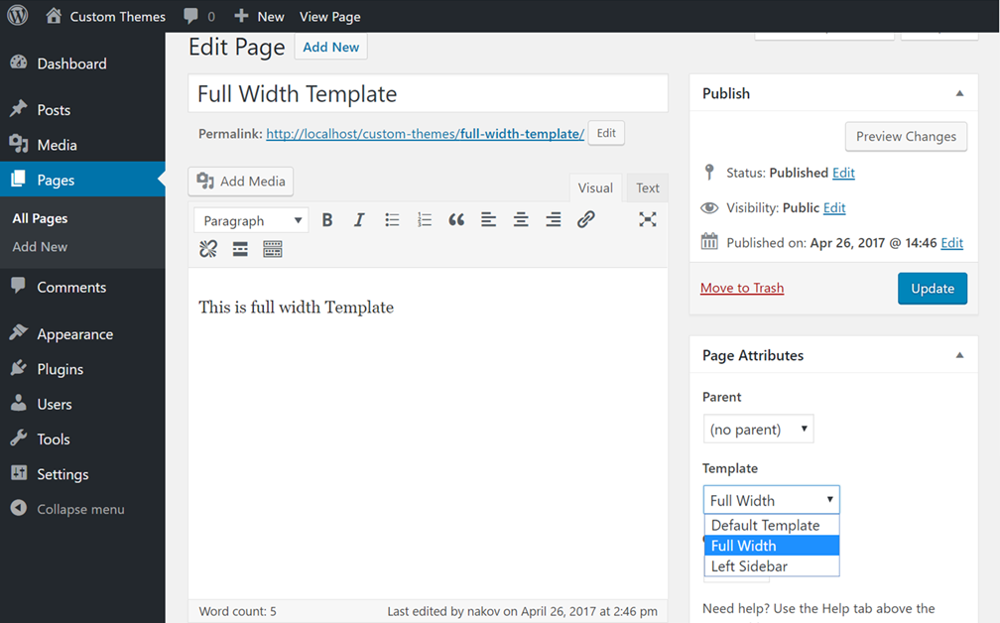 Custom Themes 0 New View Page
Dashboard
Posts
Media
Pages
All Pages
Add New
Comments
Appearance
Plugins
Users
Tools
Settings
Collapse menu
Edit Page Add New
Full Width Template
Permalink: http://localhost/custom-themes/full-width-template/ Edit
Add Media
Visual Text
Paragraph
This is full width Template
Word count: 5 Last edited by nakov on April 26, 2017 at 2:46 pm
Publish
Preview Changes
Status: Published Edit
Visibility: Public Edit
Published on: Apr 26, 2017 @ 14:46 Edit
Move to Trash Update
Page Attributes
Parent
(no parent)
Template
Full Width
Default Template
Full Width
Left Sidebar
Need help? Use the Help tab above the